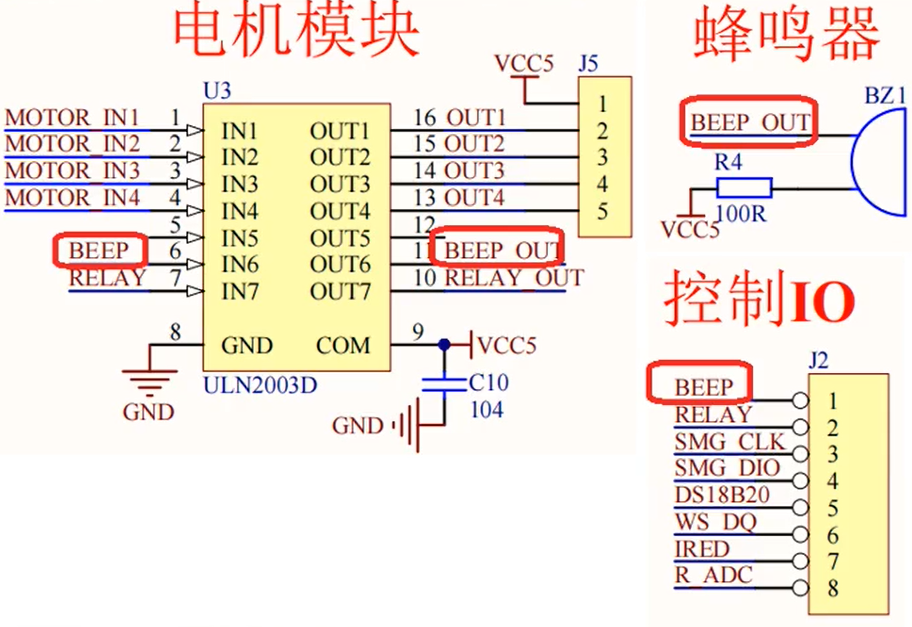 电机模块
蜂鸣器
U3
VCC5
J5
BZ1
MOTOR_IN1 1 IN1 OUT1 16 OUT1 1
MOTOR_IN2 2 IN2 OUT2 15 OUT2 2
MOTOR_IN3 3 IN3 OUT3 14 OUT3 3
MOTOR_IN4 4 IN4 OUT4 13 OUT4 4
5 IN5 OUT5 12 5
BEEP 6 IN6 OUT6 11 BEEP_OUT
RELAY 7 IN7 OUT7 10 RELAY_OUT
8 GND COM 9 VCC5
GND
ULN2003D
C10
104
GND
BEEP_OUT
R4
100R
VCC5
控制IO
J2
BEEP 1
RELAY 2
SMG_CLK 3
SMG_DIO 4
DS18B20 5
WS_DQ 6
IRED 7
R_ADC 8